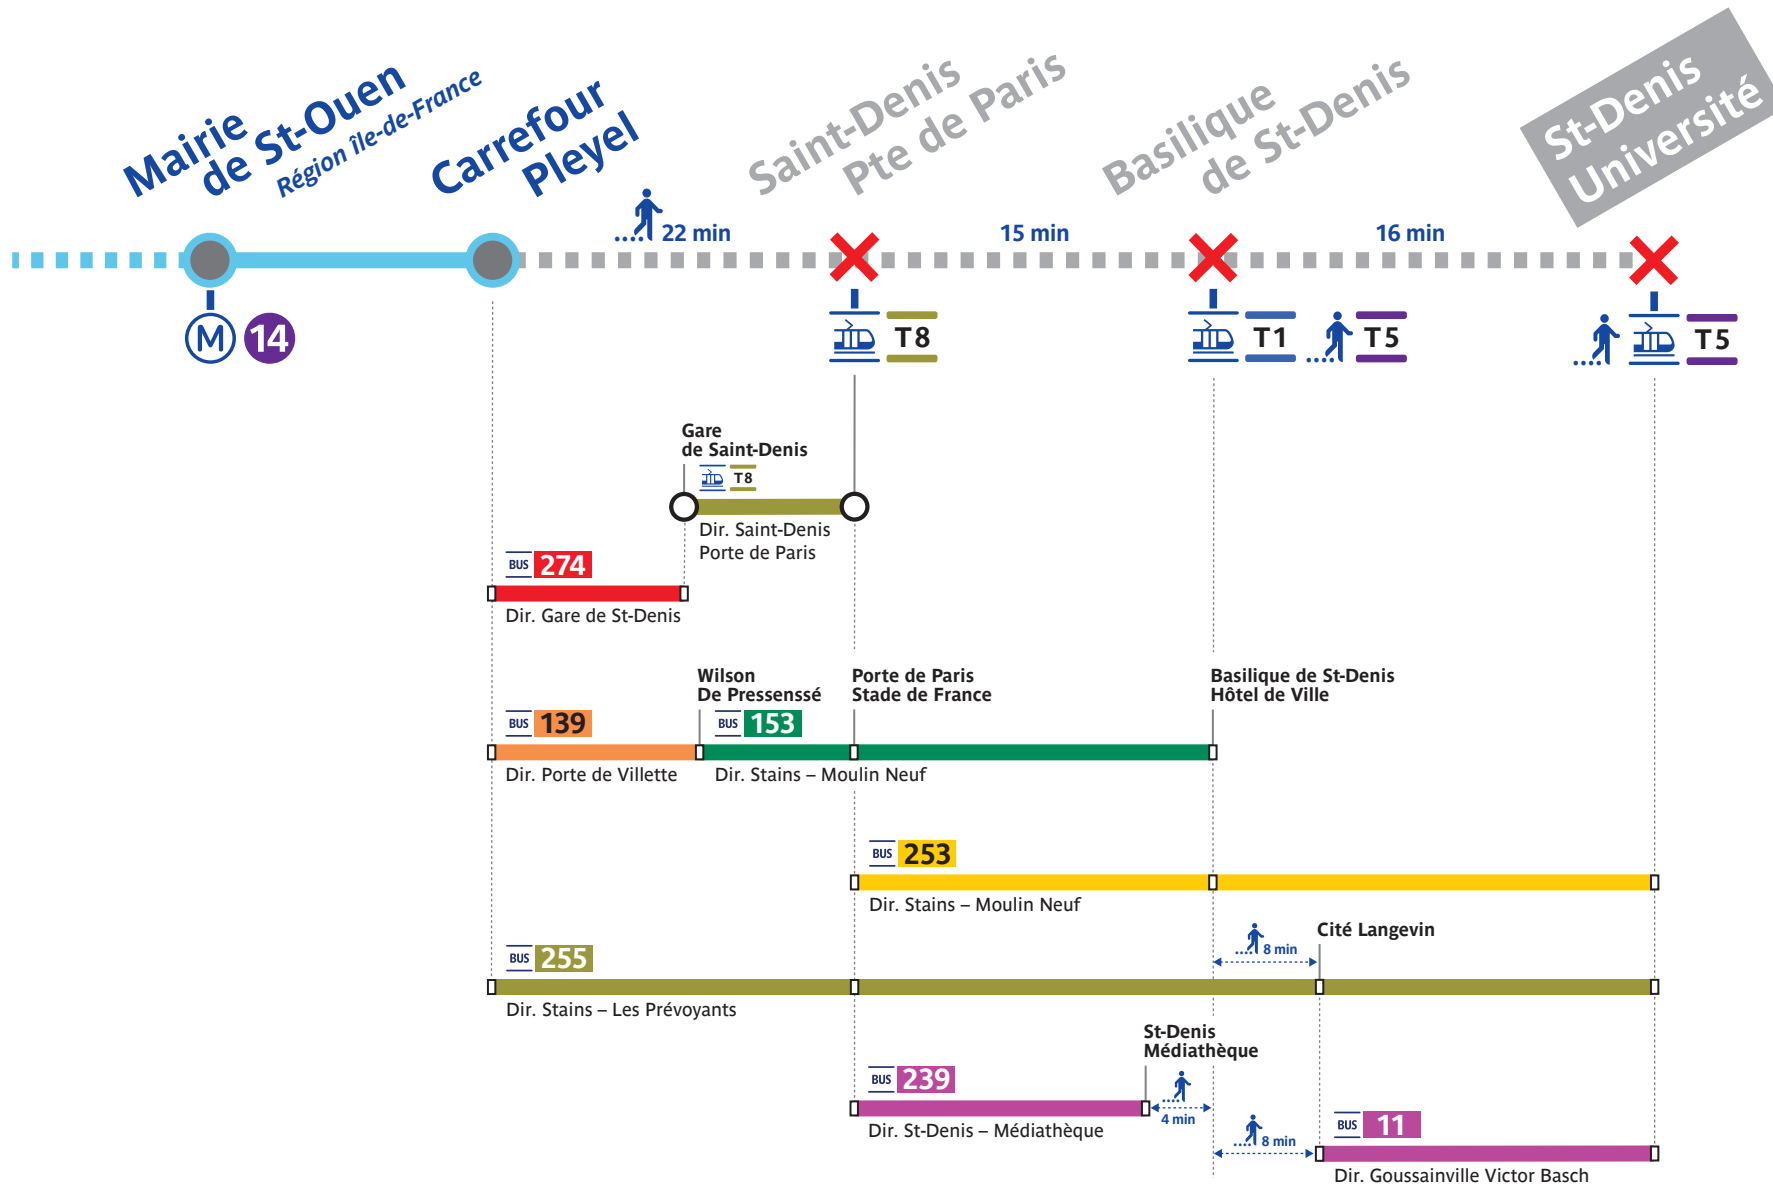 Mairie
de St-Ouen
Région île-de-France
Carrefour
Pleyel
Saint-Denis
Pte de Paris
Basilique
de St-Denis
St-Denis
Université
22 min
15 min
16 min
M 14
T8
T1 T5
T5
Gare
de Saint-Denis
T8
Dir. Saint-Denis
Porte de Paris
BUS 274
Dir. Gare de St-Denis
Wilson
De Pressenssé
Porte de Paris
Stade de France
Basilique de St-Denis
Hôtel de Ville
BUS 139
BUS 153
Dir. Porte de Villette
Dir. Stains – Moulin Neuf
BUS 253
Dir. Stains – Moulin Neuf
Cité Langevin
8 min
BUS 255
Dir. Stains – Les Prévoyants
St-Denis
Médiathèque
BUS 239
4 min
Dir. St-Denis – Médiathèque
8 min
BUS 11
Dir. Goussainville Victor Basch